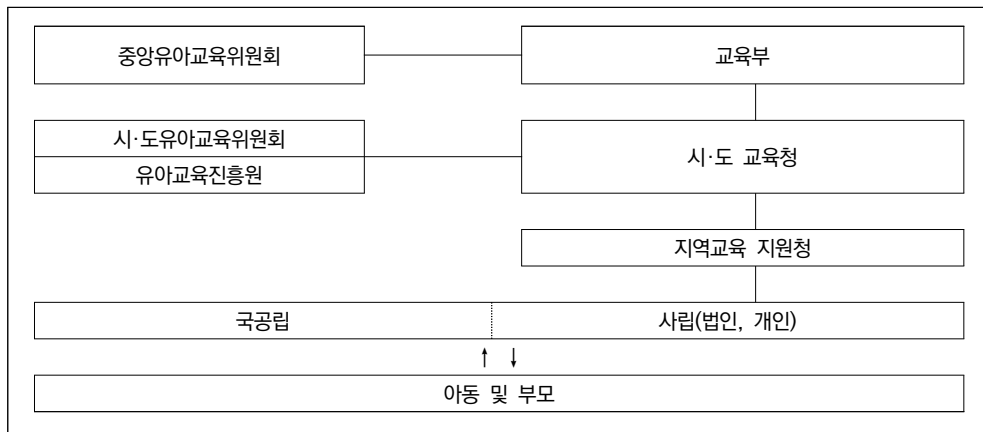 중앙유아교육위원회
교육부
시·도유아교육위원회
유아교육진흥원
시·도 교육청
지역교육 지원청
국공립
사립(법인, 개인)
아동 및 부모